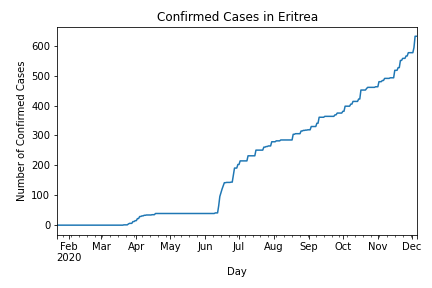 Confirmed Cases in Eritrea
Number of Confirmed Cases
600
500
400
300
200
100
0
Feb Mar Apr May Jun Jul Aug Sep Oct Nov Dec
2020
Day